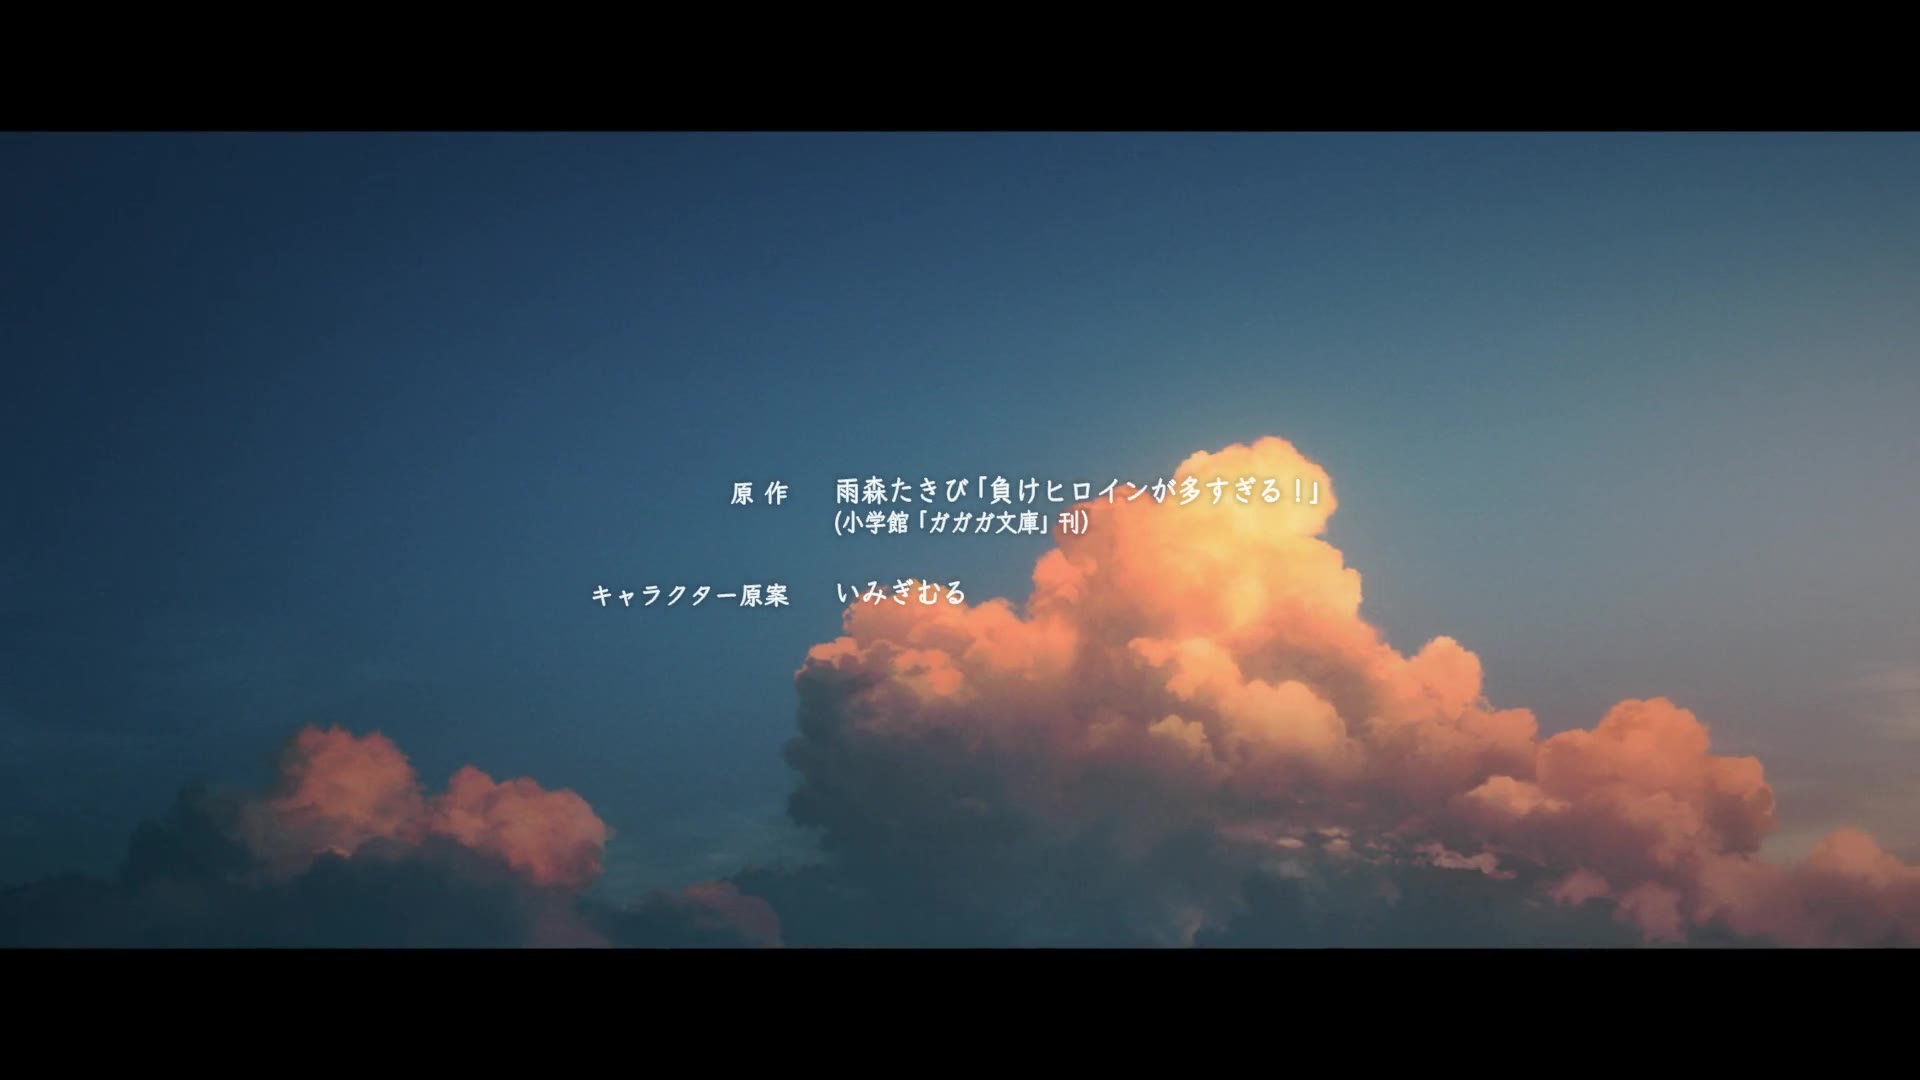 原作 雨森たきび「負けヒロインが多すぎる！」
(小学館「ガガガ文庫」刊)
キャラクター原案 いみぎむる